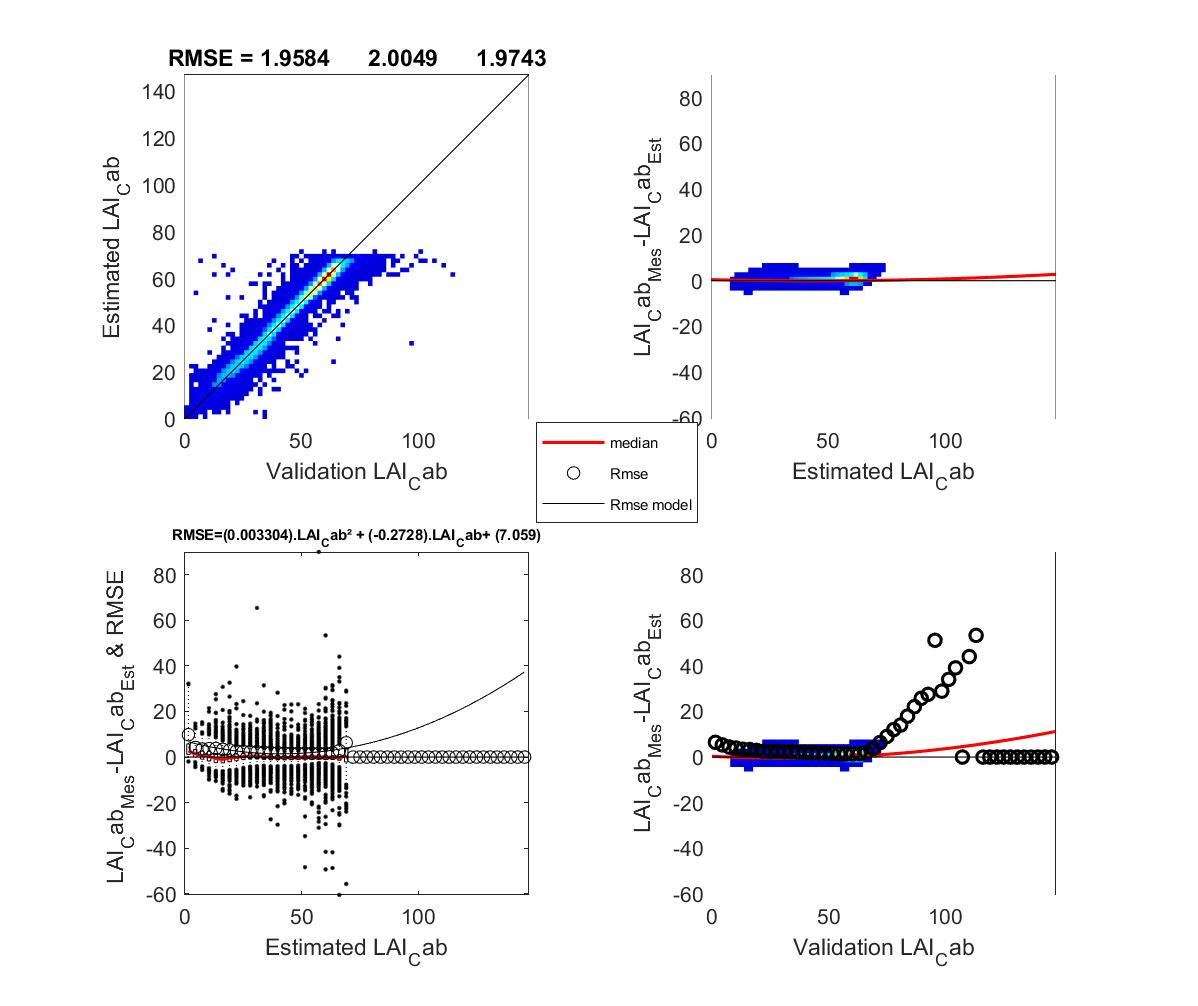 RMSE = 1.9584 2.0049 1.9743
140
120
100
80
60
40
20
0
0 50 100
Estimated LAI_Cab
Validation LAI_Cab
80
60
40
20
0
-20
-40
-60
0 50 100
LAI_Cab_Mes-LAI_Cab_Est
Estimated LAI_Cab
median
Rmse
Rmse model
RMSE=(0.003304).LAI_Cab² + (-0.2728).LAI_Cab+ (7.059)
80
60
40
20
0
-20
-40
-60
0 50 100
LAI_Cab_Mes-LAI_Cab_Est & RMSE
Estimated LAI_Cab
80
60
40
20
0
-20
-40
-60
0 50 100
LAI_Cab_Mes-LAI_Cab_Est
Validation LAI_Cab